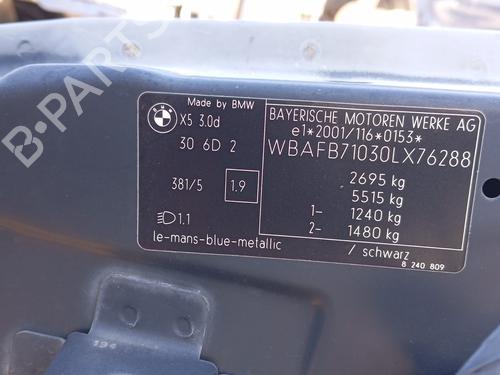 B-PARTS
Made by BMW
BMW
X5 3.0d
30 6D 2
381/5
1.9
1.1
le-mans-blue-metallic
BAYERISCHE MOTOREN WERKE AG
e1*2001/116*0153*
WBAFB71030LX76288
2695 kg
5515 kg
1- 1240 kg
2- 1480 kg
/ schwarz
8 240 809
194